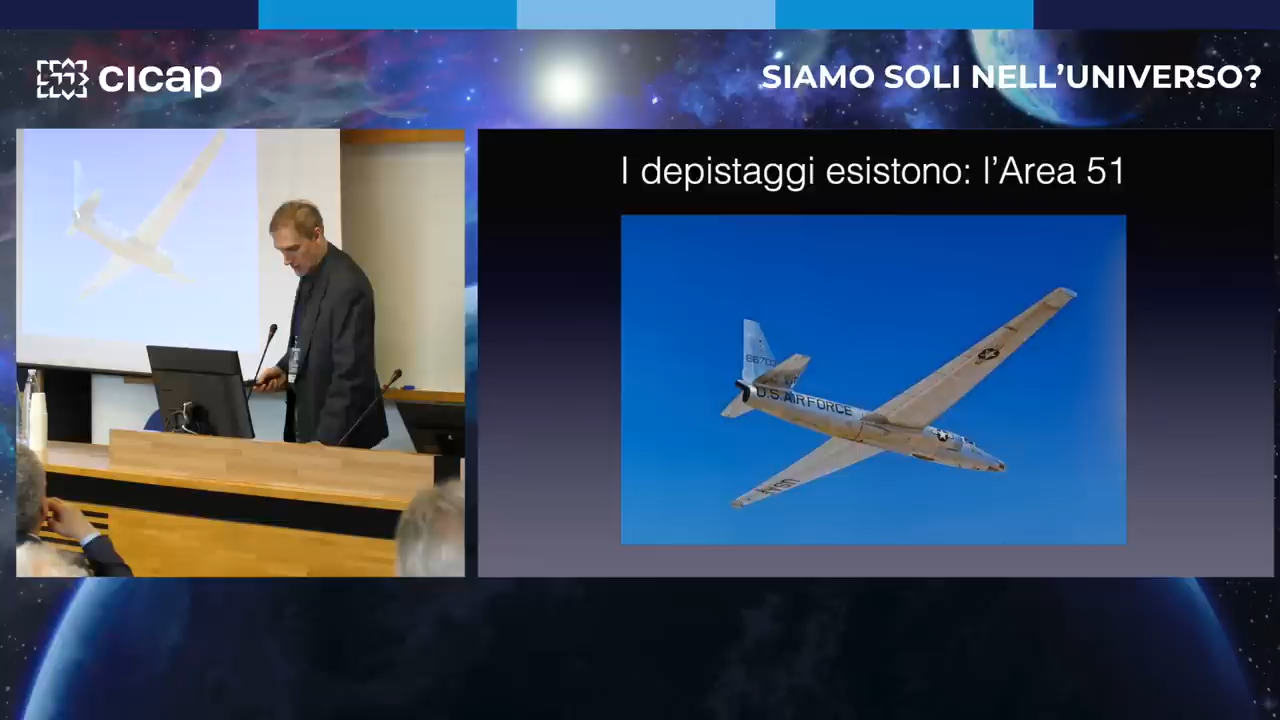 cicap
SIAMO SOLI NELL'UNIVERSO?
I depistaggi esistono: l'Area 51
U.S. AIR FORCE